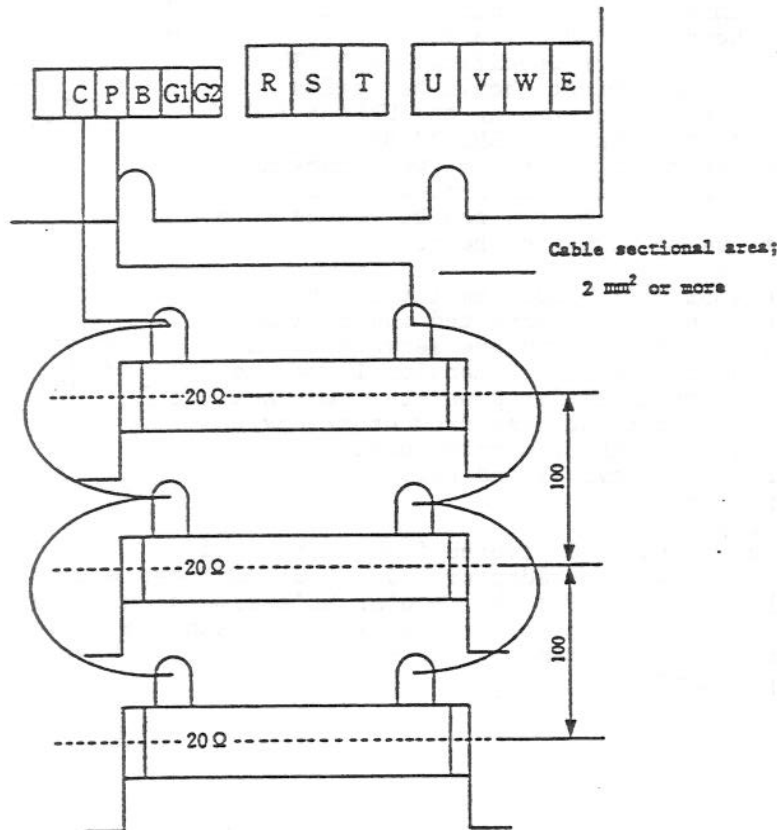 C P B G1 G2 R S T U V W E
Cable sectional area;
2 mm² or more
20 Ω
100
20 Ω
100
20 Ω